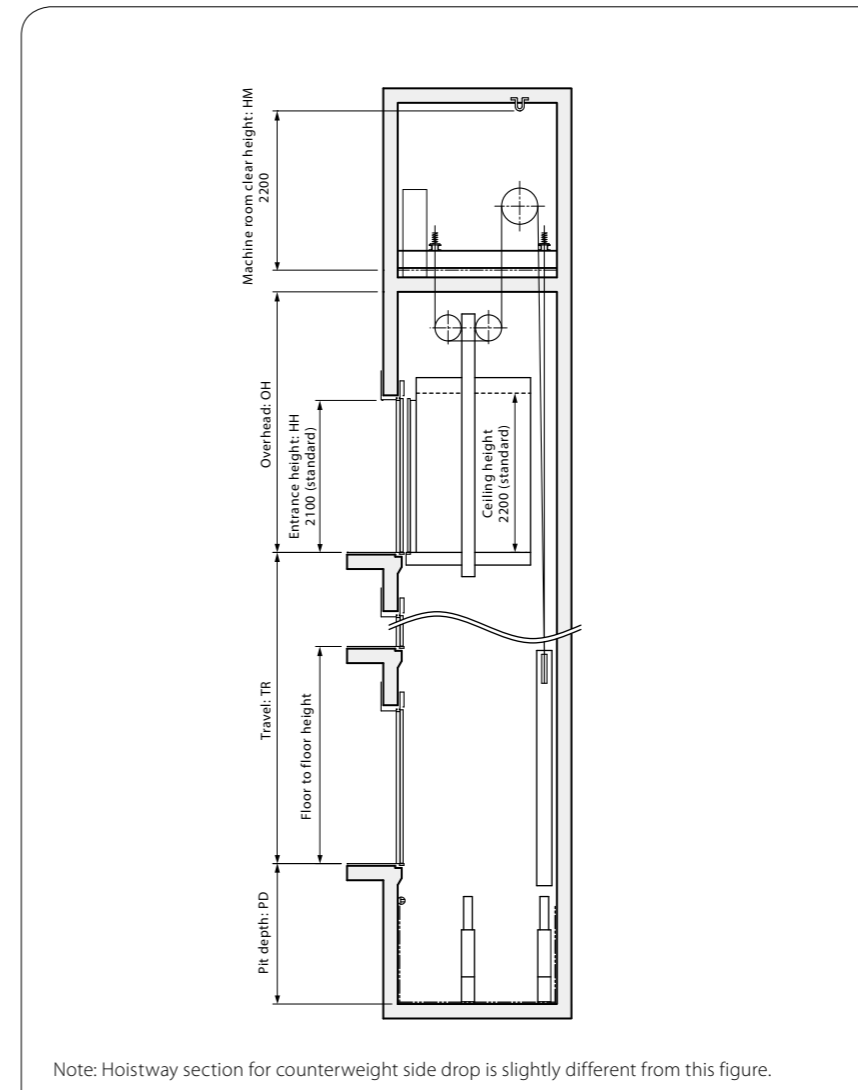 Machine room clear height: HM
2200
Overhead: OH
Entrance height: HH
2100 (standard)
Ceiling height
2200 (standard)
Travel: TR
Floor to floor height
Pit depth: PD
Note: Hoistway section for counterweight side drop is slightly different from this figure.